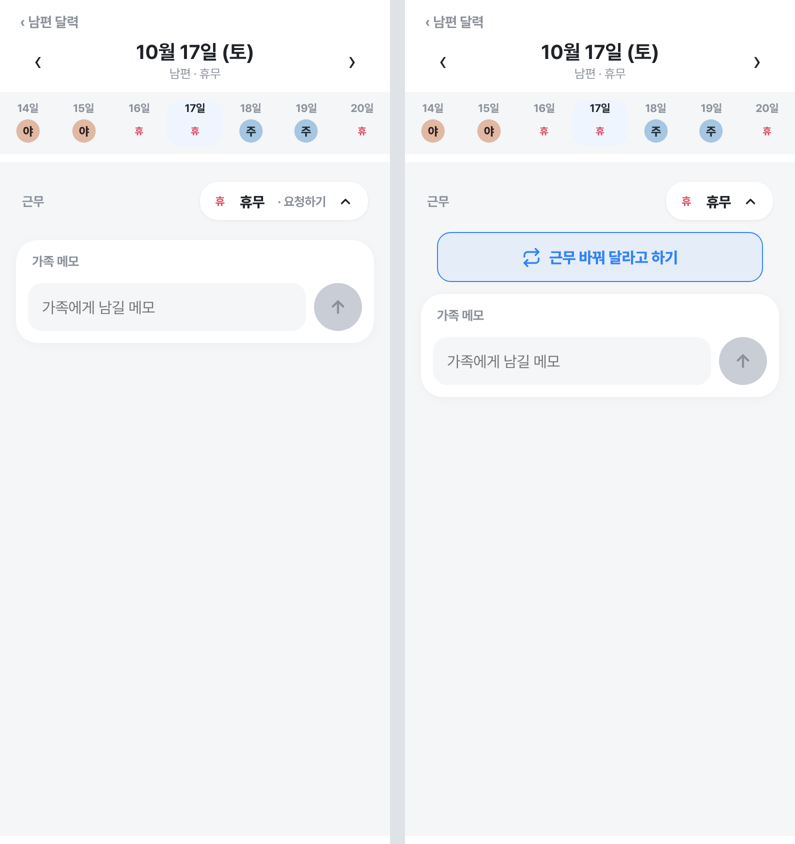 ‹ 남편 달력
‹ 10월 17일 (토) ›
남편 · 휴무
14일 15일 16일 17일 18일 19일 20일
야 야 휴 휴 주 주 휴
근무 휴 휴무 · 요청하기
가족 메모
가족에게 남길 메모
‹ 남편 달력
‹ 10월 17일 (토) ›
남편 · 휴무
14일 15일 16일 17일 18일 19일 20일
야 야 휴 휴 주 주 휴
근무 휴 휴무
근무 바꿔 달라고 하기
가족 메모
가족에게 남길 메모